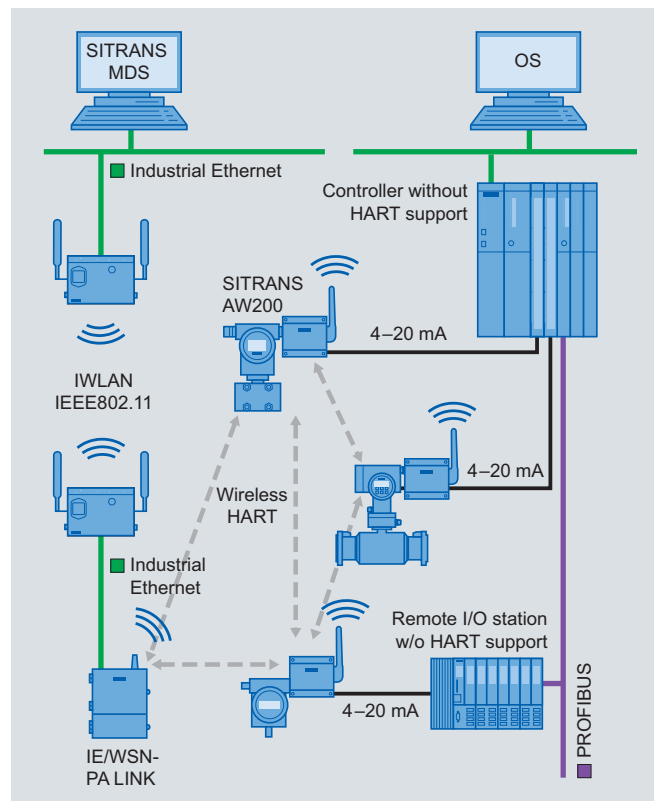 SITRANS
MDS
OS
Industrial Ethernet
Controller without
HART support
SITRANS
AW200
4–20 mA
IWLAN
IEEE802.11
4–20 mA
Wireless
HART
Industrial
Ethernet
Remote I/O station
w/o HART support
4–20 mA
IE/WSN-
PA LINK
PROFIBUS